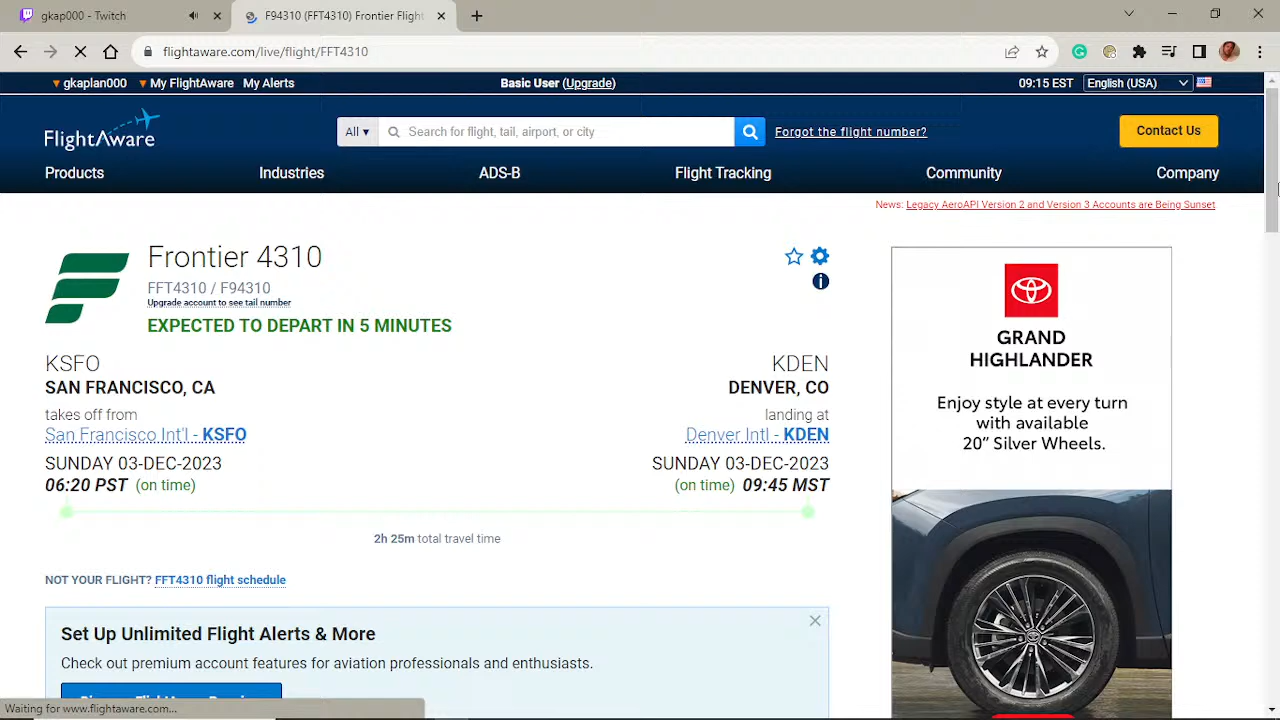 gkap000 - Twitch
F94310 (FFT4310) Frontier Flight
flightaware.com/live/flight/FFT4310
gkaplan000 My FlightAware My Alerts
Basic User (Upgrade)
09:15 EST English (USA)
FlightAware
All Search for flight, tail, airport, or city
Forgot the flight number?
Contact Us
Products Industries ADS-B Flight Tracking Community Company
News: Legacy AeroAPI Version 2 and Version 3 Accounts are Being Sunset
Frontier 4310
FFT4310 / F94310
Upgrade account to see tail number
EXPECTED TO DEPART IN 5 MINUTES
KSFO
SAN FRANCISCO, CA
takes off from
San Francisco Int'l - KSFO
SUNDAY 03-DEC-2023
06:20 PST (on time)
KDEN
DENVER, CO
landing at
Denver Intl - KDEN
SUNDAY 03-DEC-2023
(on time) 09:45 MST
2h 25m total travel time
NOT YOUR FLIGHT? FFT4310 flight schedule
Set Up Unlimited Flight Alerts & More
Check out premium account features for aviation professionals and enthusiasts.
GRAND
HIGHLANDER
Enjoy style at every turn
with available
20” Silver Wheels.
Waiting for www.flightaware.com...